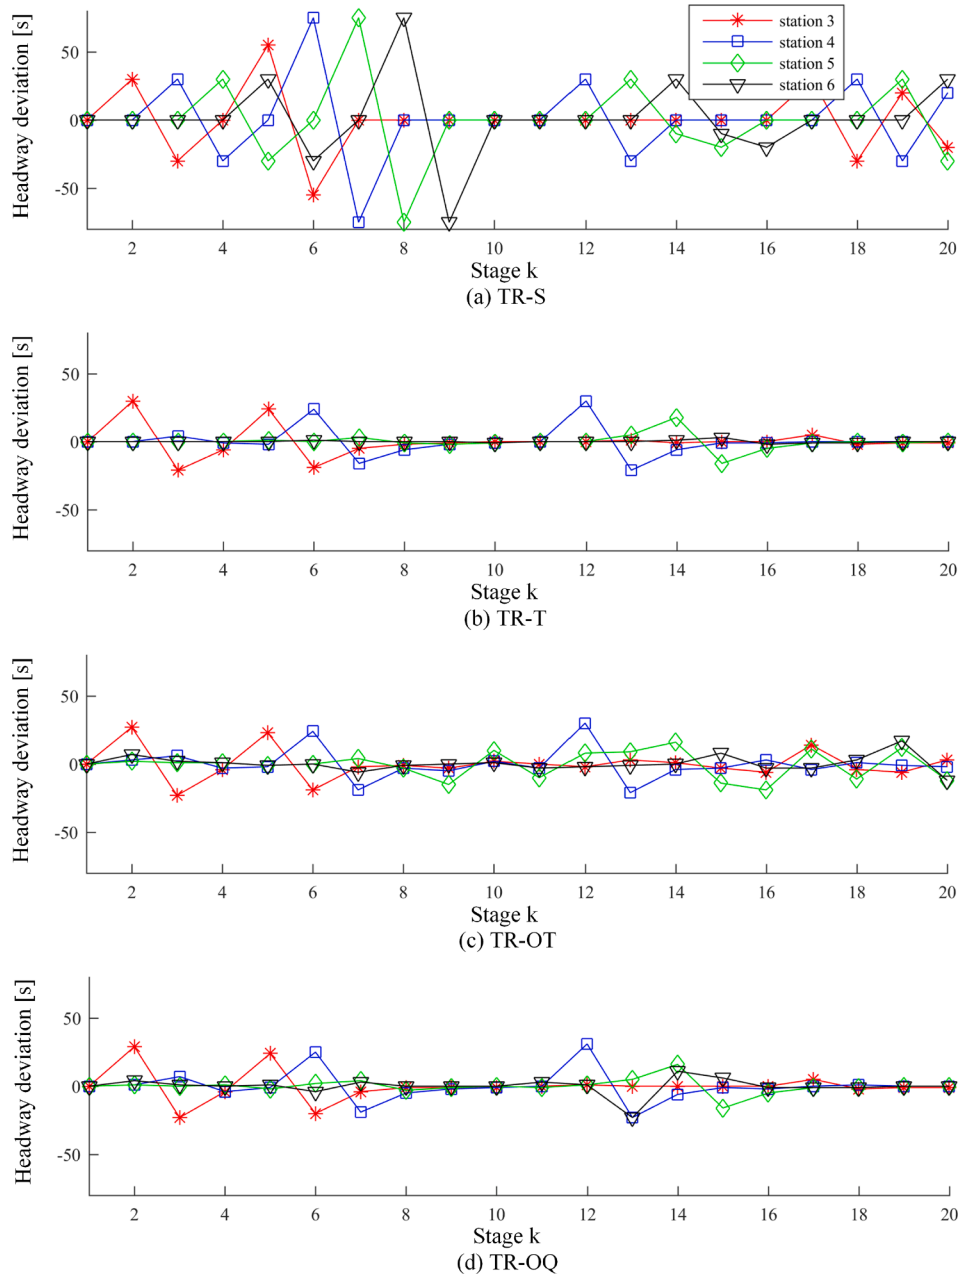 Headway deviation [s]
50
0
-50
station 3
station 4
station 5
station 6
2 4 6 8 10 12 14 16 18 20
Stage k
(a) TR-S
Headway deviation [s]
50
0
-50
2 4 6 8 10 12 14 16 18 20
Stage k
(b) TR-T
Headway deviation [s]
50
0
-50
2 4 6 8 10 12 14 16 18 20
Stage k
(c) TR-OT
Headway deviation [s]
50
0
-50
2 4 6 8 10 12 14 16 18 20
Stage k
(d) TR-OQ